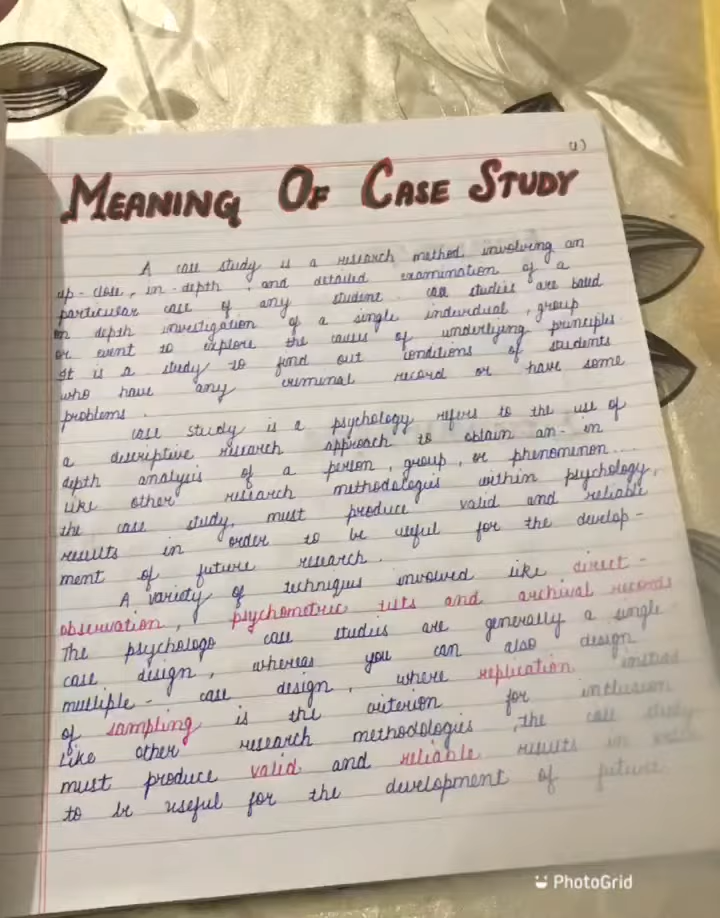 (1)
MEANING OF CASE STUDY
A case study is a research method involving an
up-close, in-depth, and detailed examination of a
particular case of any student. case studies are based
in depth investigation of a single individual, group
or event to explore the causes of underlying principles.
It is a study to find out conditions of students
who have any criminal record or have some
problems.
case study is a psychology refers to the use of
a descriptive research approach to obtain an in
depth analysis of a person, group, or phenominon.
Like other research methodologies within psychology,
the case study, must produce valid and reliable
results in order to be useful for the develop-
ment of future research.
A variety of techniques involved like direct-
observation, psychometric tests and archival records
The psychologo case studies are generally a single
case design, whereas you can also design
multiple-case design, where replication instead
of sampling is the criterion for inclusion
Like other research methodologies, the case study
must produce valid and reliable results in order
to be useful for the development of future
PhotoGrid